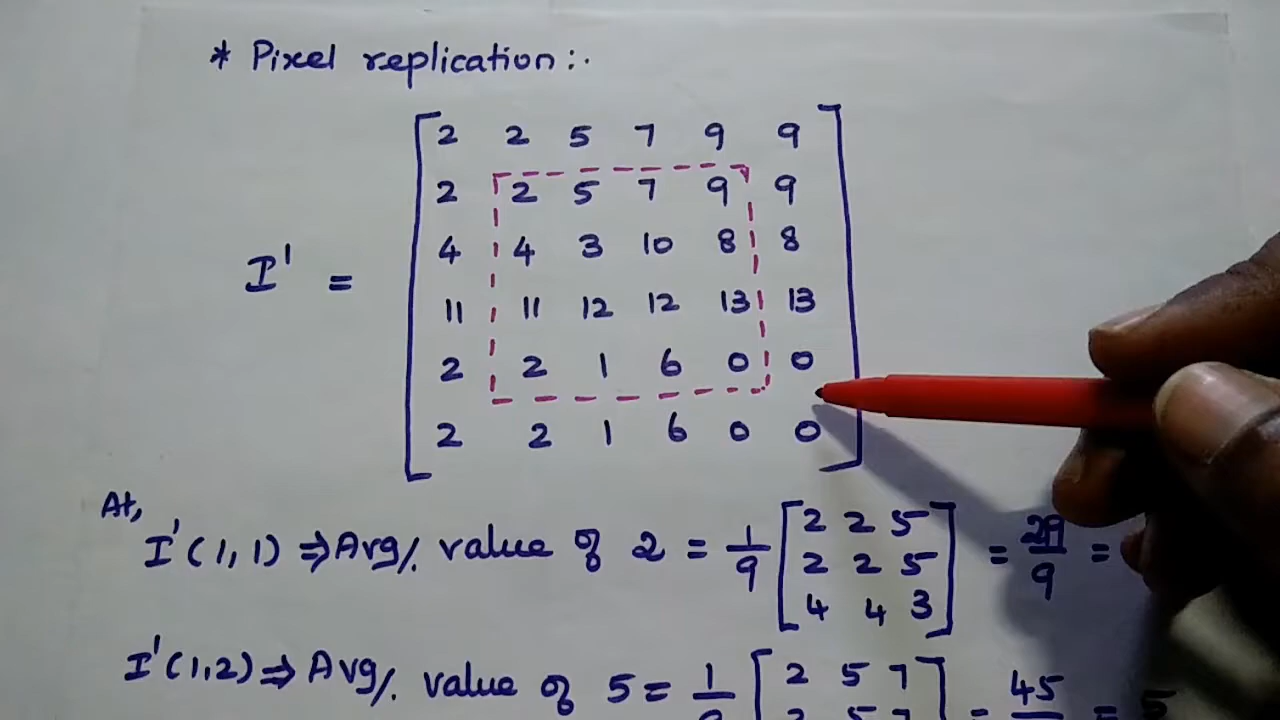 * Pixel replication:.
2 2 5 7 9 9
2 2 5 7 9 9
4 4 3 10 8 8
I' =
11 11 12 12 13 13
2 2 1 6 0 0
2 2 1 6 0 0
At,
2 2 5
I'(1,1) ⇒ Avg/. value of 2 = 1/9 2 2 5 = 29/9 =
4 4 3
I'(1,2) ⇒ Avg/. value of 5 = 1/9 2 5 7 = 45 = 5
2 5 7